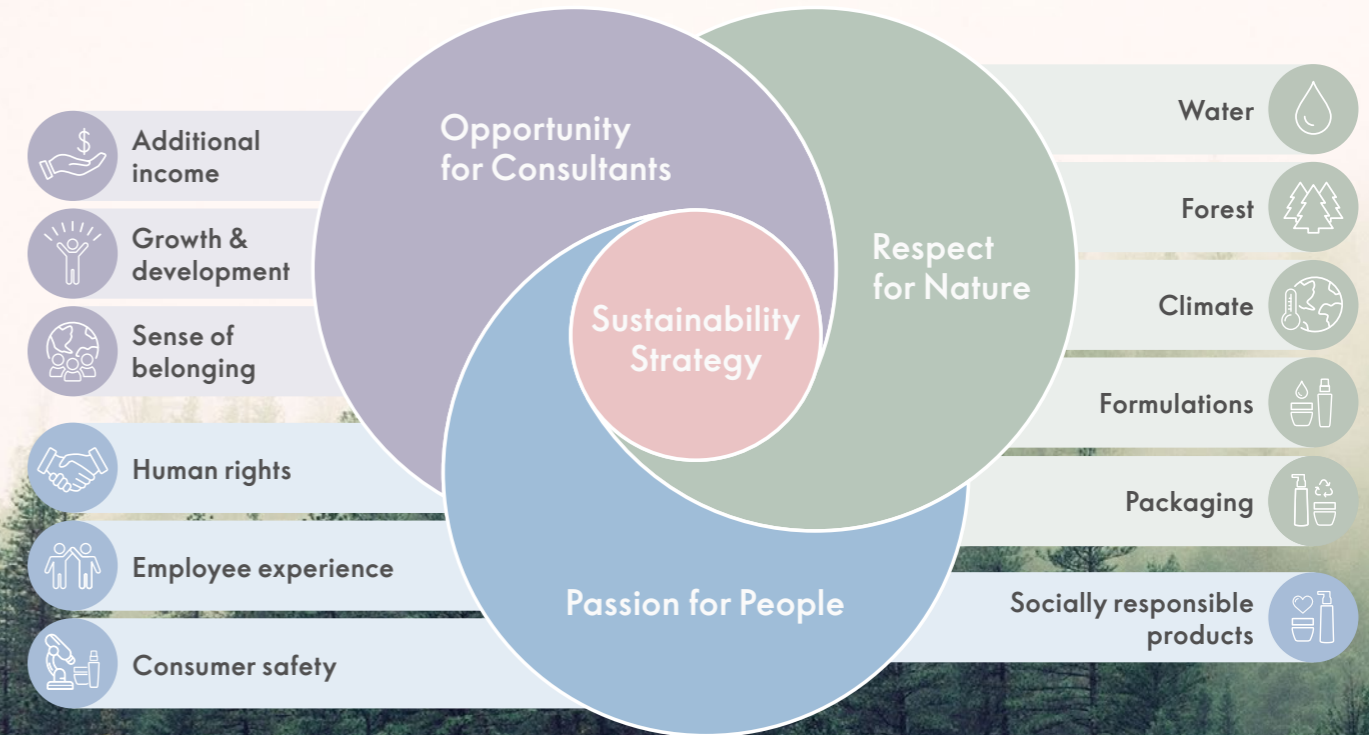 Opportunity
for Consultants
Respect
for Nature
Sustainability
Strategy
Passion for People
Additional
income
Growth &
development
Sense of
belonging
Human rights
Employee experience
Consumer safety
Water
Forest
Climate
Formulations
Packaging
Socially responsible
products
$